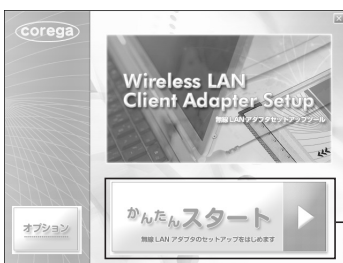 corega
Wireless LAN
Client Adapter Setup
無線LANアダプタセットアップツール
かんたんスタート
無線LANアダプタのセットアップをはじめます
オプション